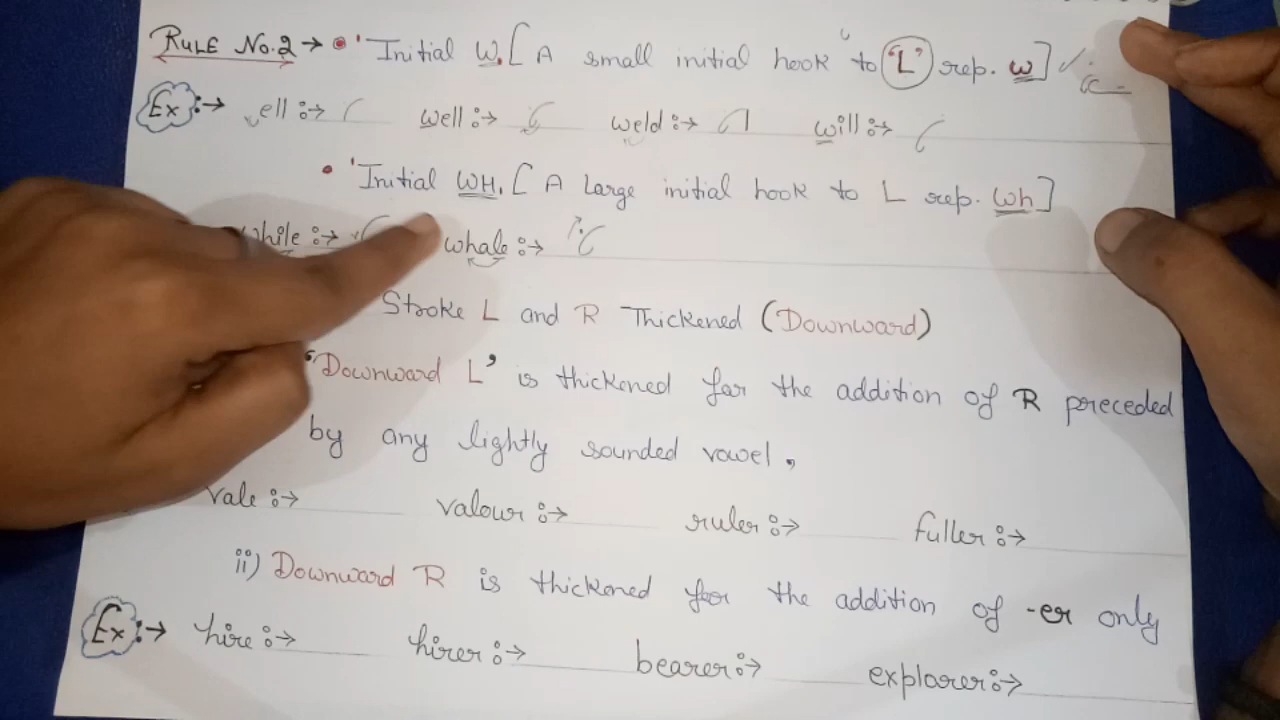 RULE No.2 → • 'Initial W. [ A small initial hook to 'L' rep. w ]
Ex :→ ell :→ well :→ weld :→ will :→
• 'Initial WH. [ A Large initial hook to L rep. Wh ]
while :→ whale :→
Stroke L and R Thickened (Downward)
'Downward L' is thickened for the addition of R preceded
by any lightly sounded vowel,
vale :→ valour :→ ruler :→ fuller :→
ii) Downward R is thickened for the addition of -er only
Ex :→ hire :→ hirer :→ bearer :→ explorer :→